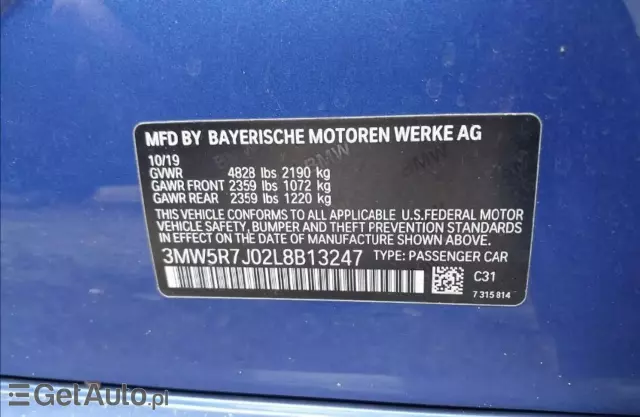 MFD BY BAYERISCHE MOTOREN WERKE AG
10/19
GVWR 4828 lbs 2190 kg
GAWR FRONT 2359 lbs 1072 kg
GAWR REAR 2359 lbs 1220 kg
THIS VEHICLE CONFORMS TO ALL APPLICABLE U.S.FEDERAL MOTOR
VEHICLE SAFETY, BUMPER AND THEFT PREVENTION STANDARDS
IN EFFECT ON THE DATE OF MANUFACTURE SHOWN ABOVE.
3MW5R7J02L8B13247 TYPE: PASSENGER CAR
C31
7 315 814
GetAuto.pl